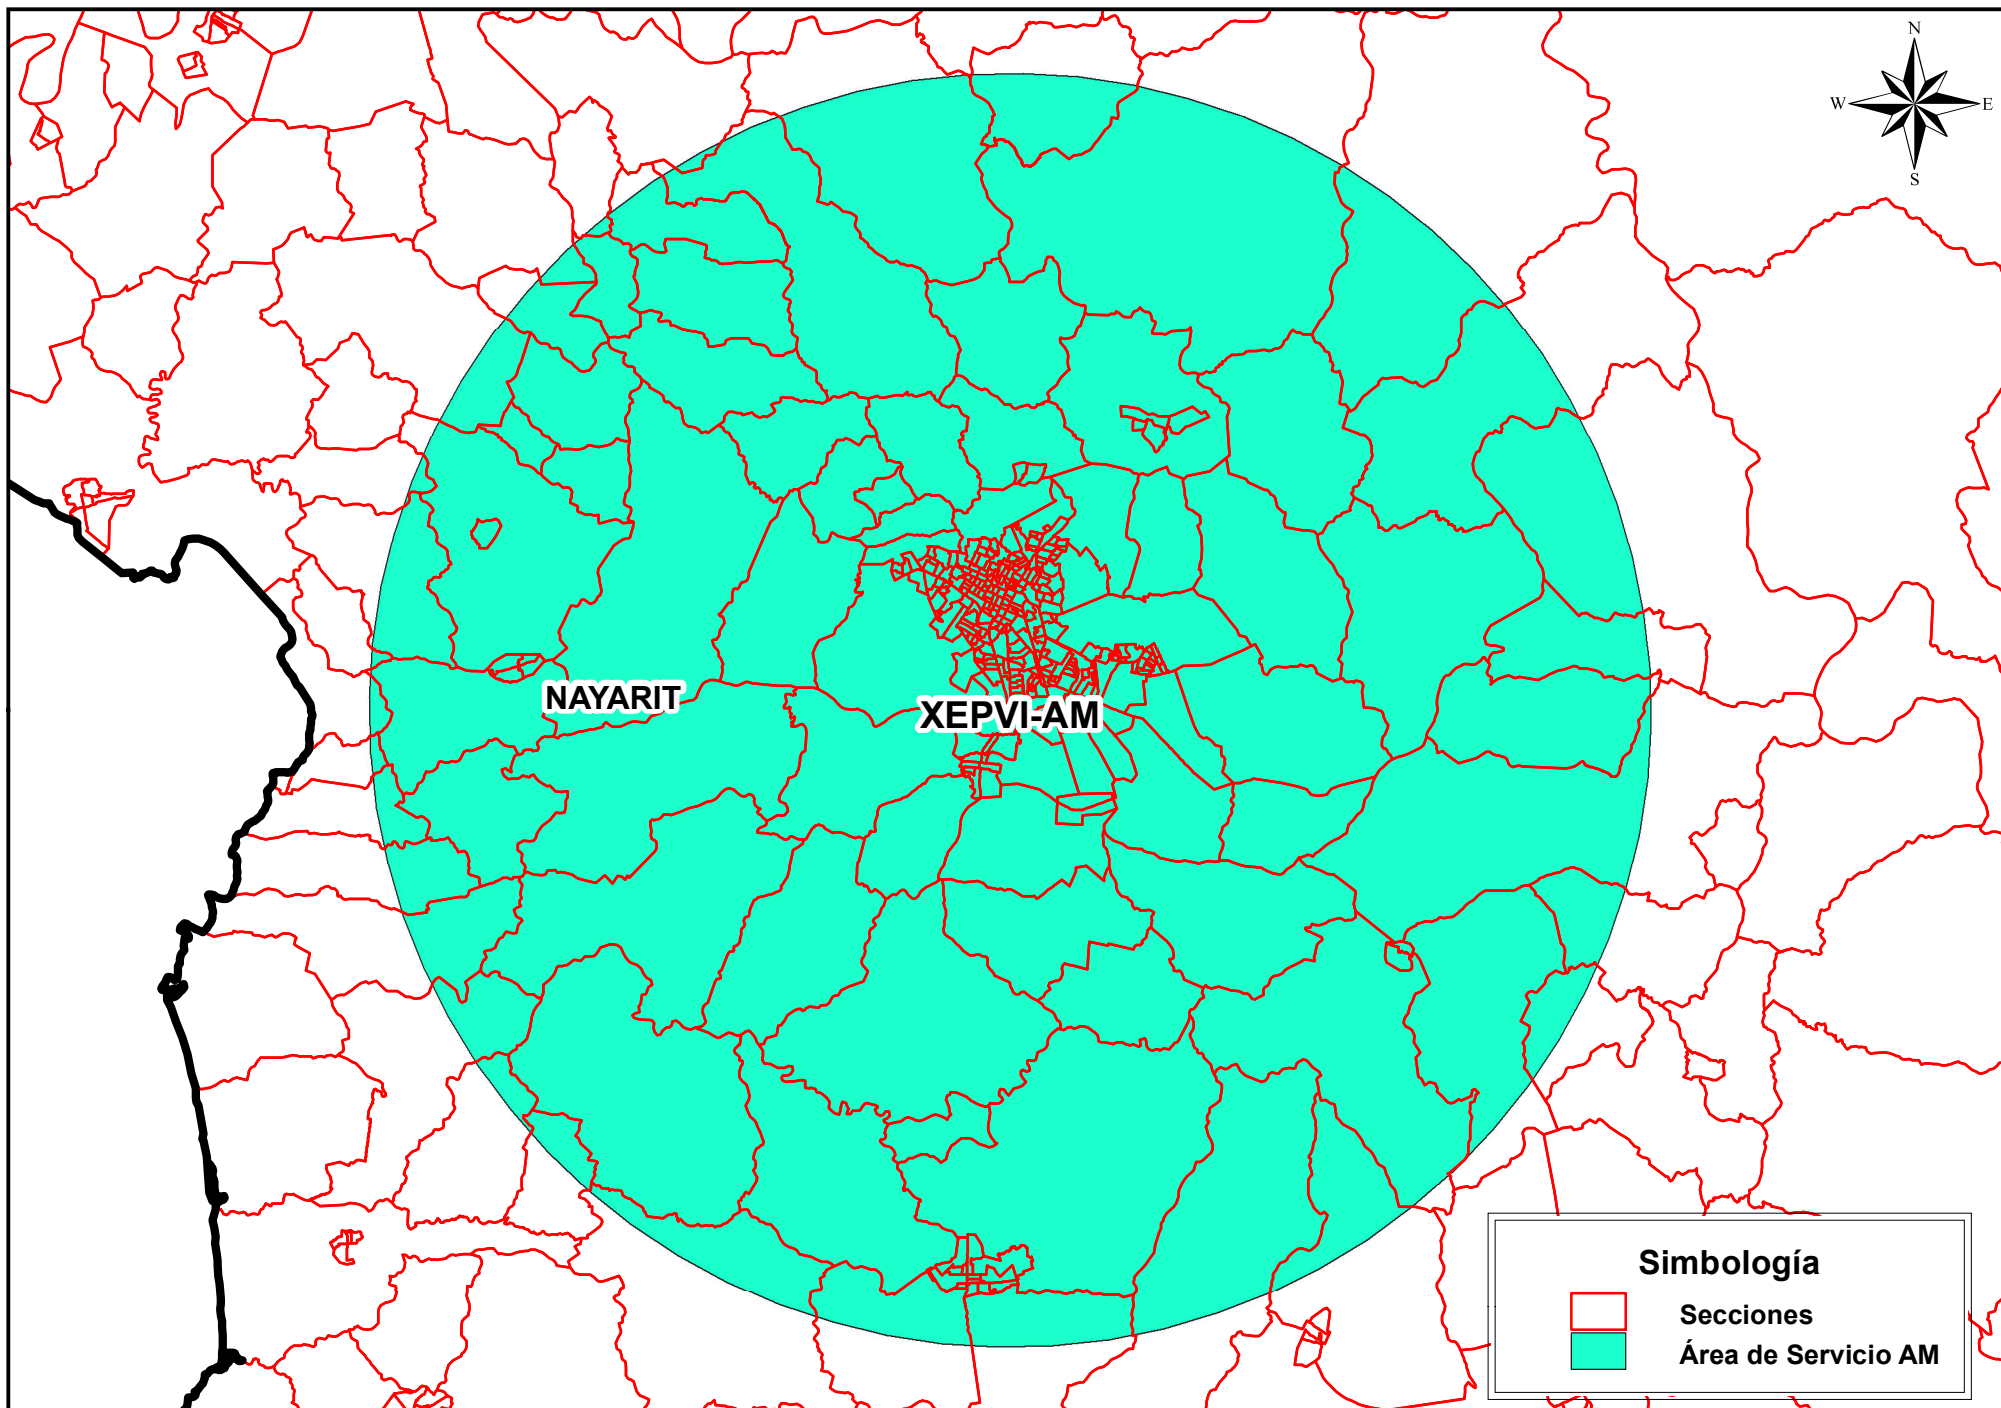 N
W E
S
NAYARIT
XEPVI-AM
Simbología
Secciones
Área de Servicio AM